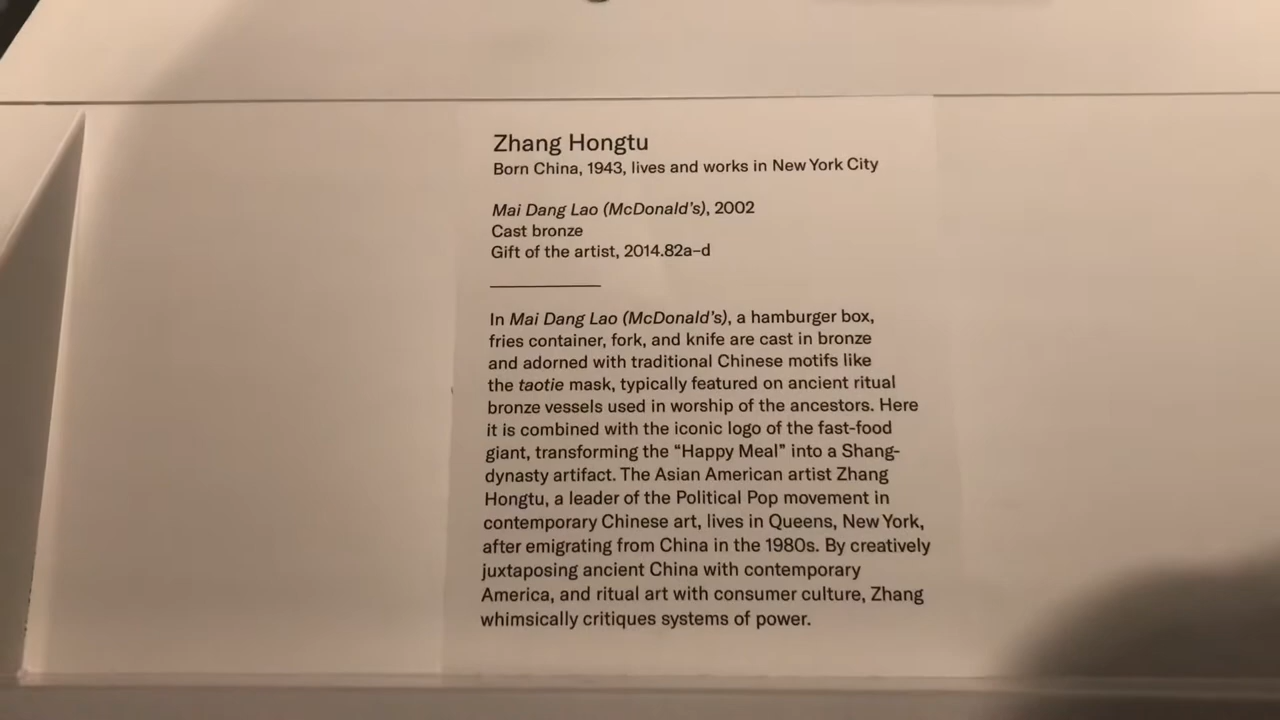 Zhang Hongtu
Born China, 1943, lives and works in New York City
Mai Dang Lao (McDonald's), 2002
Cast bronze
Gift of the artist, 2014.82a–d
In Mai Dang Lao (McDonald's), a hamburger box,
fries container, fork, and knife are cast in bronze
and adorned with traditional Chinese motifs like
the taotie mask, typically featured on ancient ritual
bronze vessels used in worship of the ancestors. Here
it is combined with the iconic logo of the fast-food
giant, transforming the “Happy Meal” into a Shang-
dynasty artifact. The Asian American artist Zhang
Hongtu, a leader of the Political Pop movement in
contemporary Chinese art, lives in Queens, New York,
after emigrating from China in the 1980s. By creatively
juxtaposing ancient China with contemporary
America, and ritual art with consumer culture, Zhang
whimsically critiques systems of power.